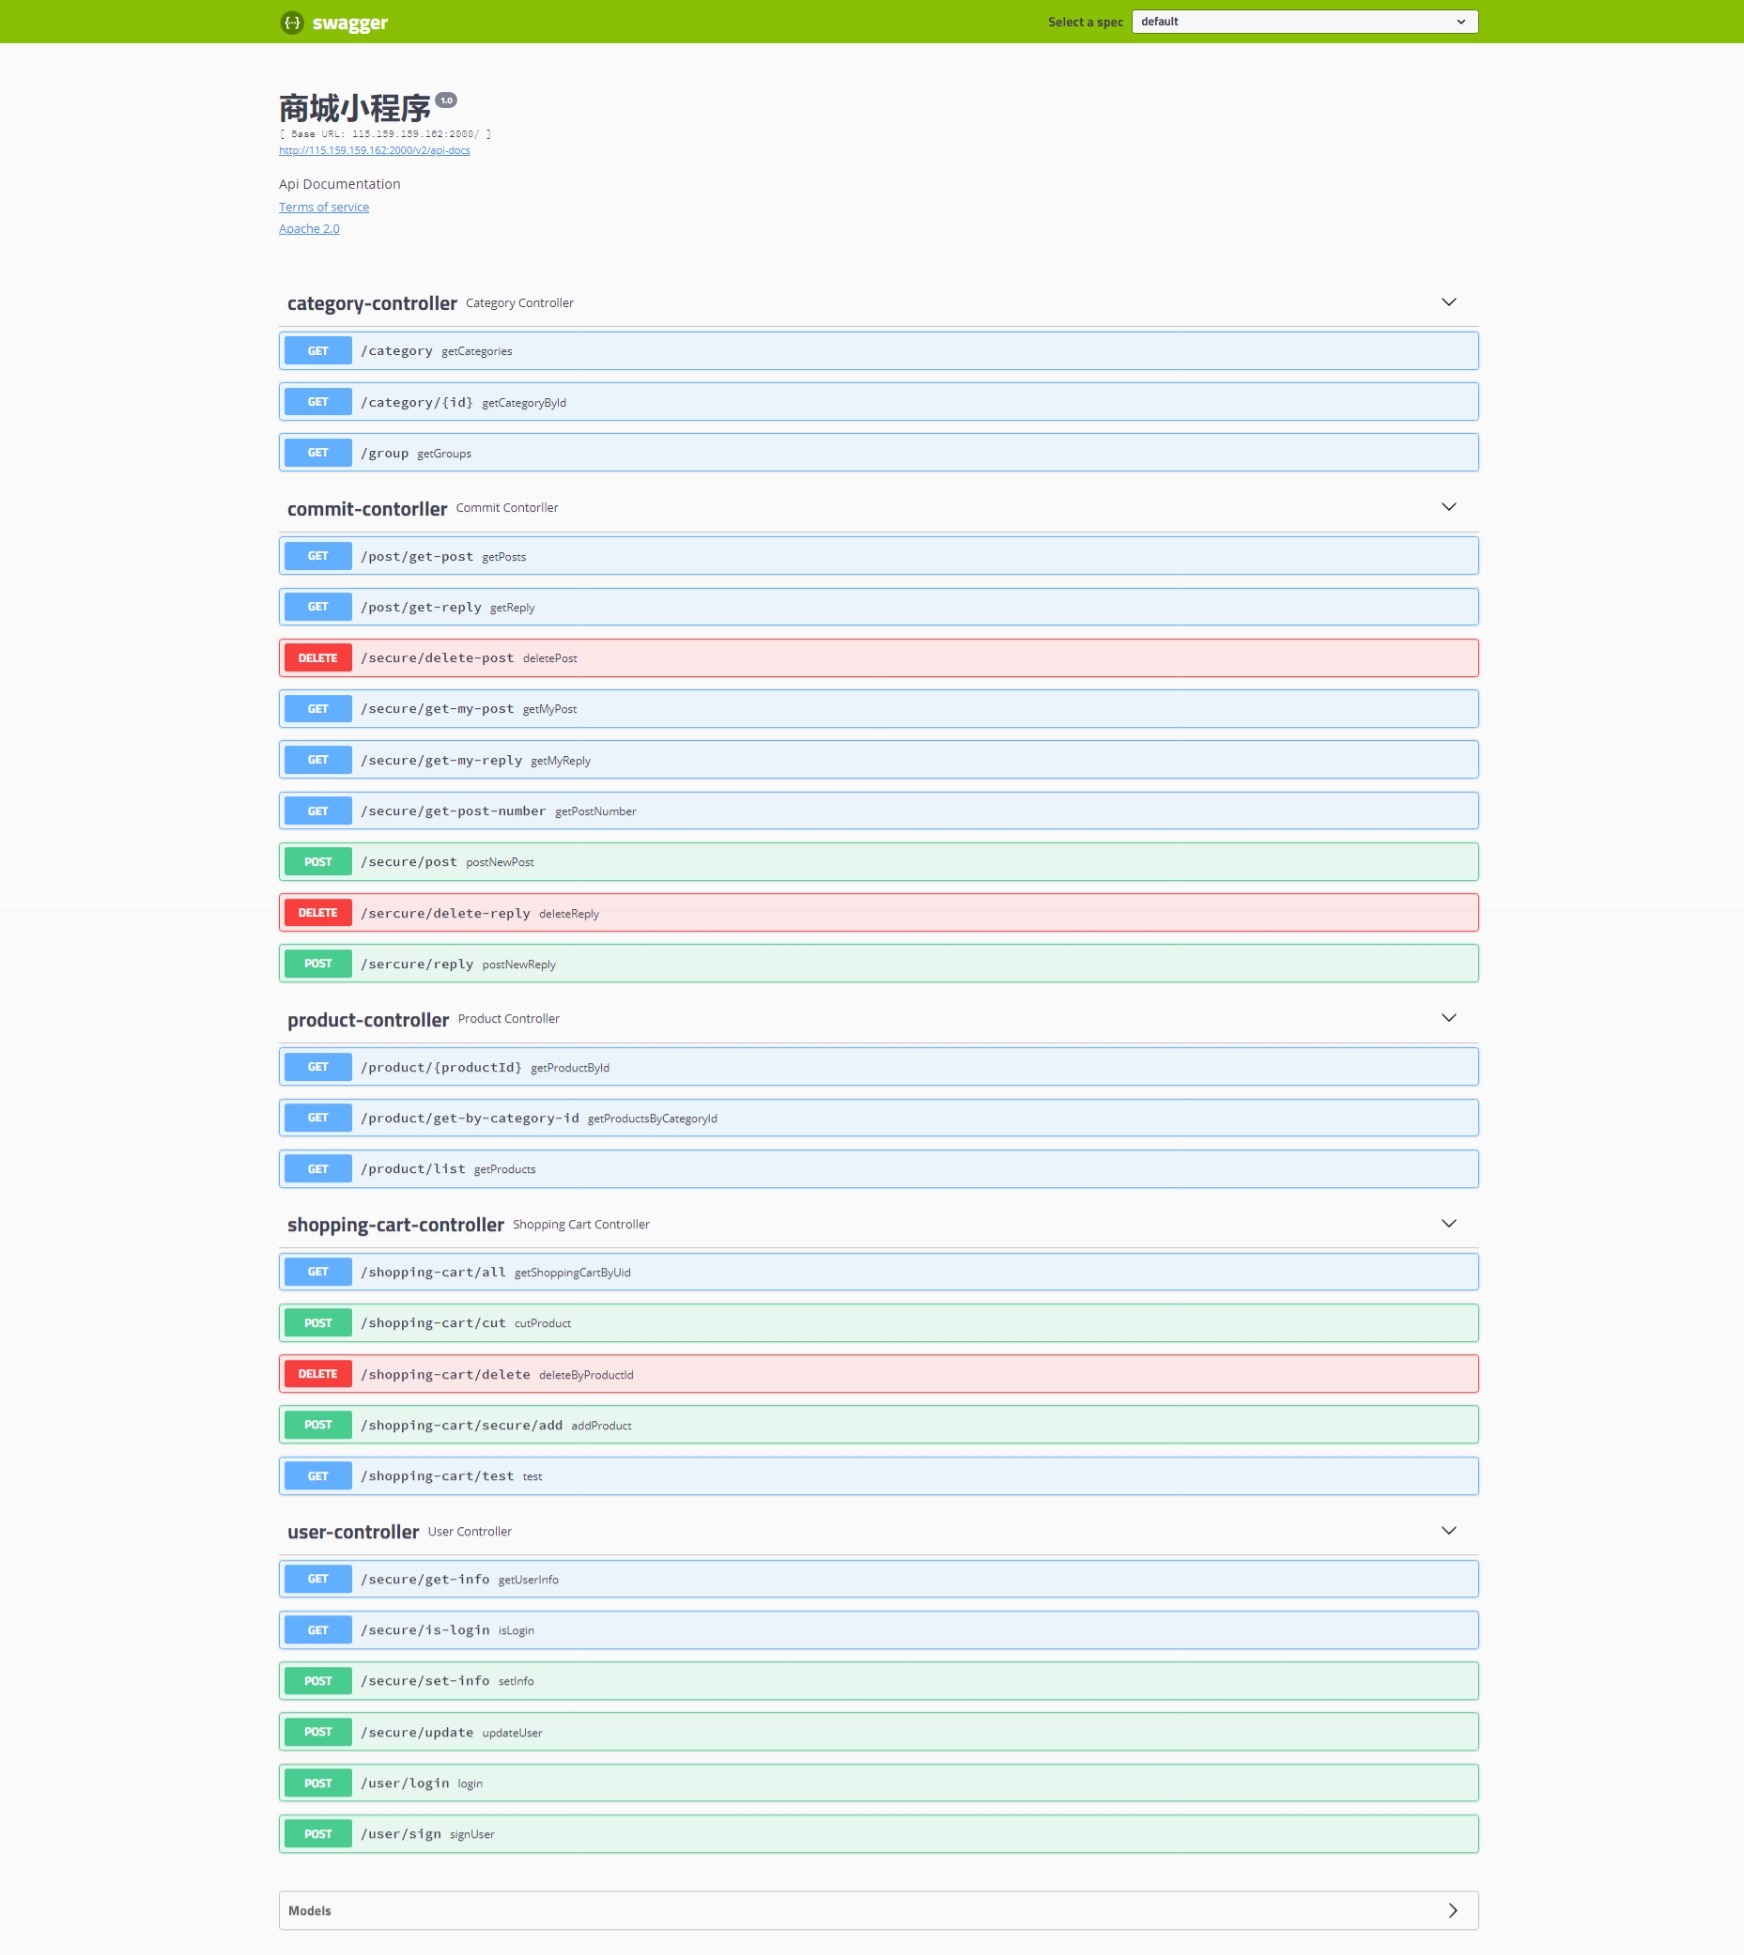 swagger
Select a spec default
商城小程序 1.0
[ Base URL: 115.159.159.162:2000/ ]
http://115.159.159.162:2000/v2/api-docs
Api Documentation
Terms of service
Apache 2.0
category-controller Category Controller
GET /category getCategories
GET /category/{id} getCategoryById
GET /group getGroups
commit-contorller Commit Contorller
GET /post/get-post getPosts
GET /post/get-reply getReply
DELETE /secure/delete-post deletePost
GET /secure/get-my-post getMyPost
GET /secure/get-my-reply getMyReply
GET /secure/get-post-number getPostNumber
POST /secure/post postNewPost
DELETE /sercure/delete-reply deleteReply
POST /sercure/reply postNewReply
product-controller Product Controller
GET /product/{productId} getProductById
GET /product/get-by-category-id getProductsByCategoryId
GET /product/list getProducts
shopping-cart-controller Shopping Cart Controller
GET /shopping-cart/all getShoppingCartByUid
POST /shopping-cart/cut cutProduct
DELETE /shopping-cart/delete deleteByProductId
POST /shopping-cart/secure/add addProduct
GET /shopping-cart/test test
user-controller User Controller
GET /secure/get-info getUserInfo
GET /secure/is-login isLogin
POST /secure/set-info setInfo
POST /secure/update updateUser
POST /user/login login
POST /user/sign signUser
Models